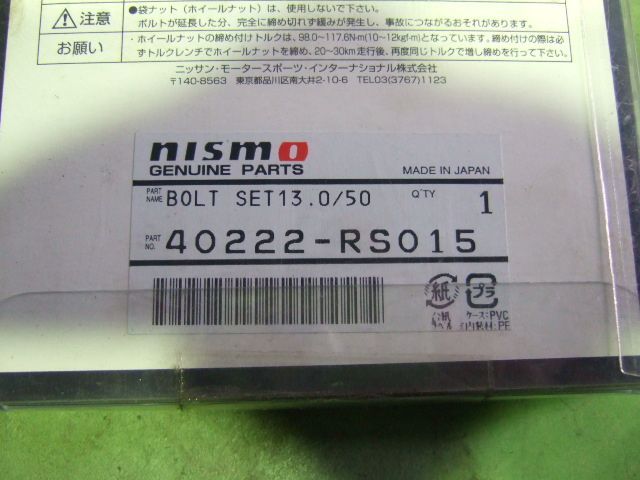 ●袋ナット（ホイールナット）は、使用しないで下さい。
⚠注意
ボルトが延長した分、完全に締め切れず緩みが発生し、事故につながるおそれがあります。
お願い
・ホイールナットの締め付けトルクは、98.0~117.6N-m(10~12kgf-m)となっています。締め付けの際は必
ずトルクレンチでホイールナットを締め、20~30km走行後、再度同じトルクで増し締めを行って下さい。
ニッサン・モータースポーツ・インターナショナル株式会社
〒140-8563 東京都品川区南大井2-10-6 TEL03(3767)1123
nismo
GENUINE PARTS
MADE IN JAPAN
PART NAME BOLT SET13.0/50 Q'TY 1
PART NO. 40222-RS015
紙 プラ
ケース:PVC
:PE